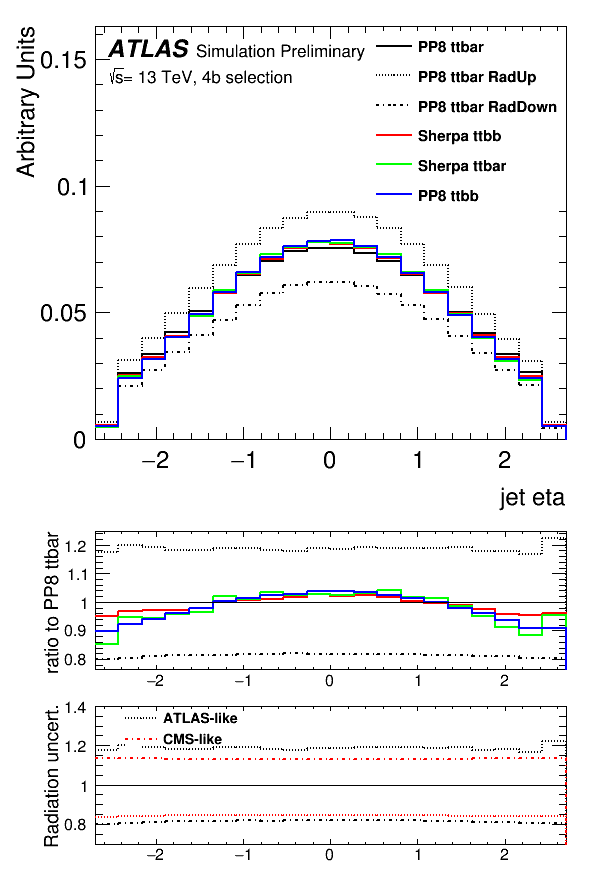 ATLAS Simulation Preliminary
√s= 13 TeV, 4b selection
PP8 ttbar
PP8 ttbar RadUp
PP8 ttbar RadDown
Sherpa ttbb
Sherpa ttbar
PP8 ttbb
Arbitrary Units
0.15
0.1
0.05
0
−2 −1 0 1 2
jet eta
ratio to PP8 ttbar
1.2
1
0.9
0.8
−2 −1 0 1 2
Radiation uncert.
ATLAS-like
CMS-like
1.4
1.2
1
0.8
−2 −1 0 1 2